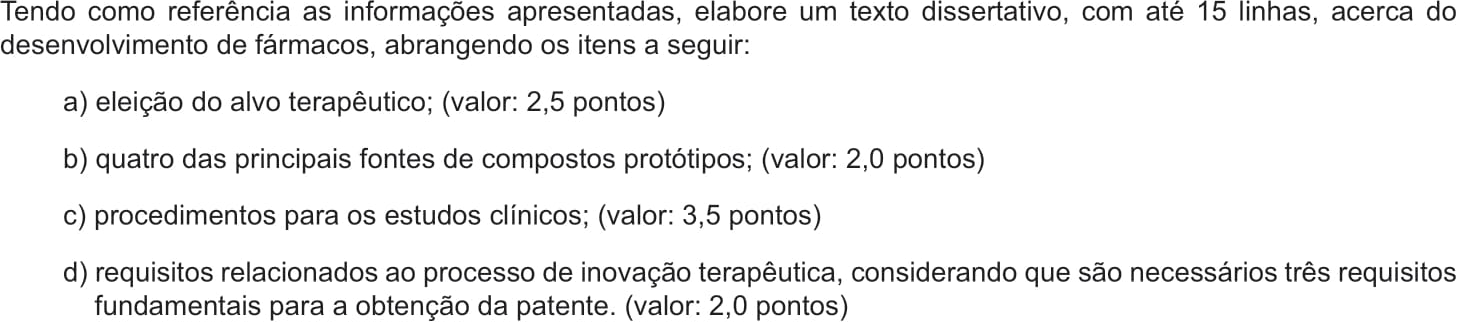 Tendo como referência as informações apresentadas, elabore um texto dissertativo, com até 15 linhas, acerca do
desenvolvimento de fármacos, abrangendo os itens a seguir:
a) eleição do alvo terapêutico; (valor: 2,5 pontos)
b) quatro das principais fontes de compostos protótipos; (valor: 2,0 pontos)
c) procedimentos para os estudos clínicos; (valor: 3,5 pontos)
d) requisitos relacionados ao processo de inovação terapêutica, considerando que são necessários três requisitos
fundamentais para a obtenção da patente. (valor: 2,0 pontos)